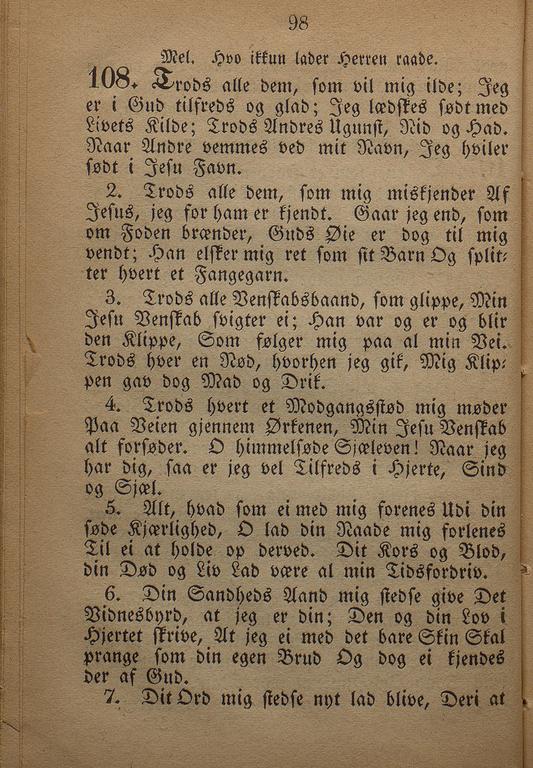 98
Mel. Hvo ikkun lader Herren raade.
108. Trods alle dem, som vil mig ilde; Jeg
er i Gud tilfreds og glad; Jeg lædskes sødt med
Livets Kilde; Trods Andres Ugunst, Nid og Had.
Naar Andre vemmes ved mit Navn, Jeg hviler
sødt i Jesu Favn.
2. Trods alle dem, som mig miskjender Af
Jesus, jeg for ham er kjendt. Gaar jeg end, som
om Foden brænder, Guds Øie er dog til mig
vendt; Han elsker mig ret som sit Barn Og split-
ter hvert et Fangegarn.
3. Trods alle Venskabsbaand, som glippe, Min
Jesu Venskab svigter ei; Han var og er og blir
den Klippe, Som følger mig paa al min Vei.
Trods hver en Nød, hvorhen jeg gik, Mig Klip-
pen gav dog Mad og Drik.
4. Trods hvert et Modgangsstød mig møder
Paa Veien gjennem Ørkenen, Min Jesu Venskab
alt forsøder. O himmelsøde Sjæleven! Naar jeg
har dig, saa er jeg vel Tilfreds i Hjerte, Sind
og Sjæl.
5. Alt, hvad som ei med mig forenes Udi din
søde Kjærlighed, O lad din Naade mig forlenes
Til ei at holde op derved. Dit Kors og Blod,
din Død og Liv Lad være al min Tidsfordriv.
6. Din Sandheds Aand mig stedse give Det
Vidnesbyrd, at jeg er din; Den og din Lov i
Hjertet skrive, At jeg ei med det bare Skin Skal
prange som din egen Brud Og dog ei kjendes
der af Gud.
7. Dit Ord mig stedse nyt lad blive, Deri at